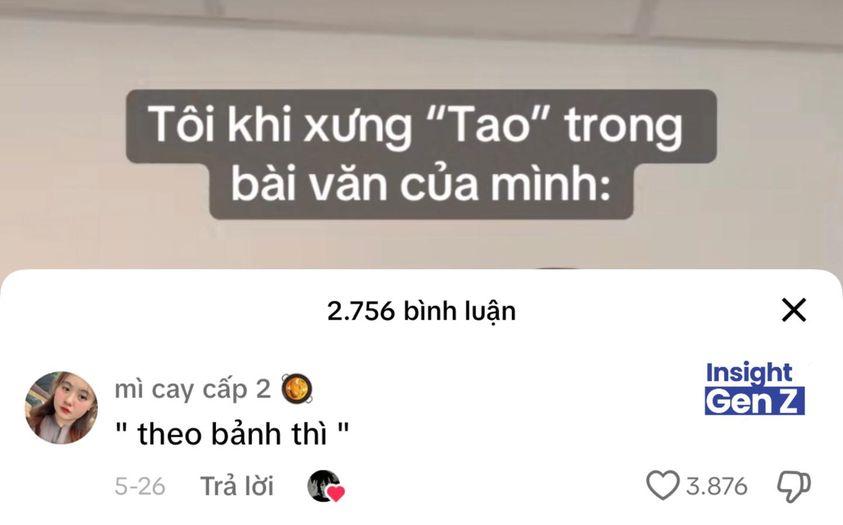 Tôi khi xưng “Tao” trong
bài văn của mình:
2.756 bình luận
mì cay cấp 2
Insight
Gen Z
" theo bảnh thì "
5-26 Trả lời 3.876